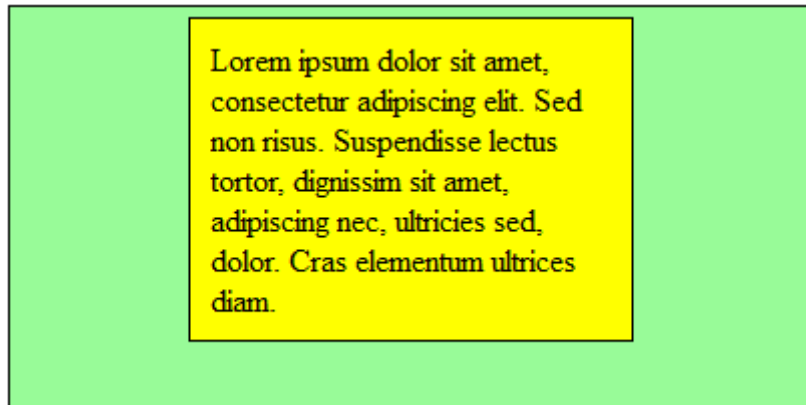 Lorem ipsum dolor sit amet,
consectetur adipiscing elit. Sed
non risus. Suspendisse lectus
tortor, dignissim sit amet,
adipiscing nec, ultricies sed,
dolor. Cras elementum ultrices
diam.